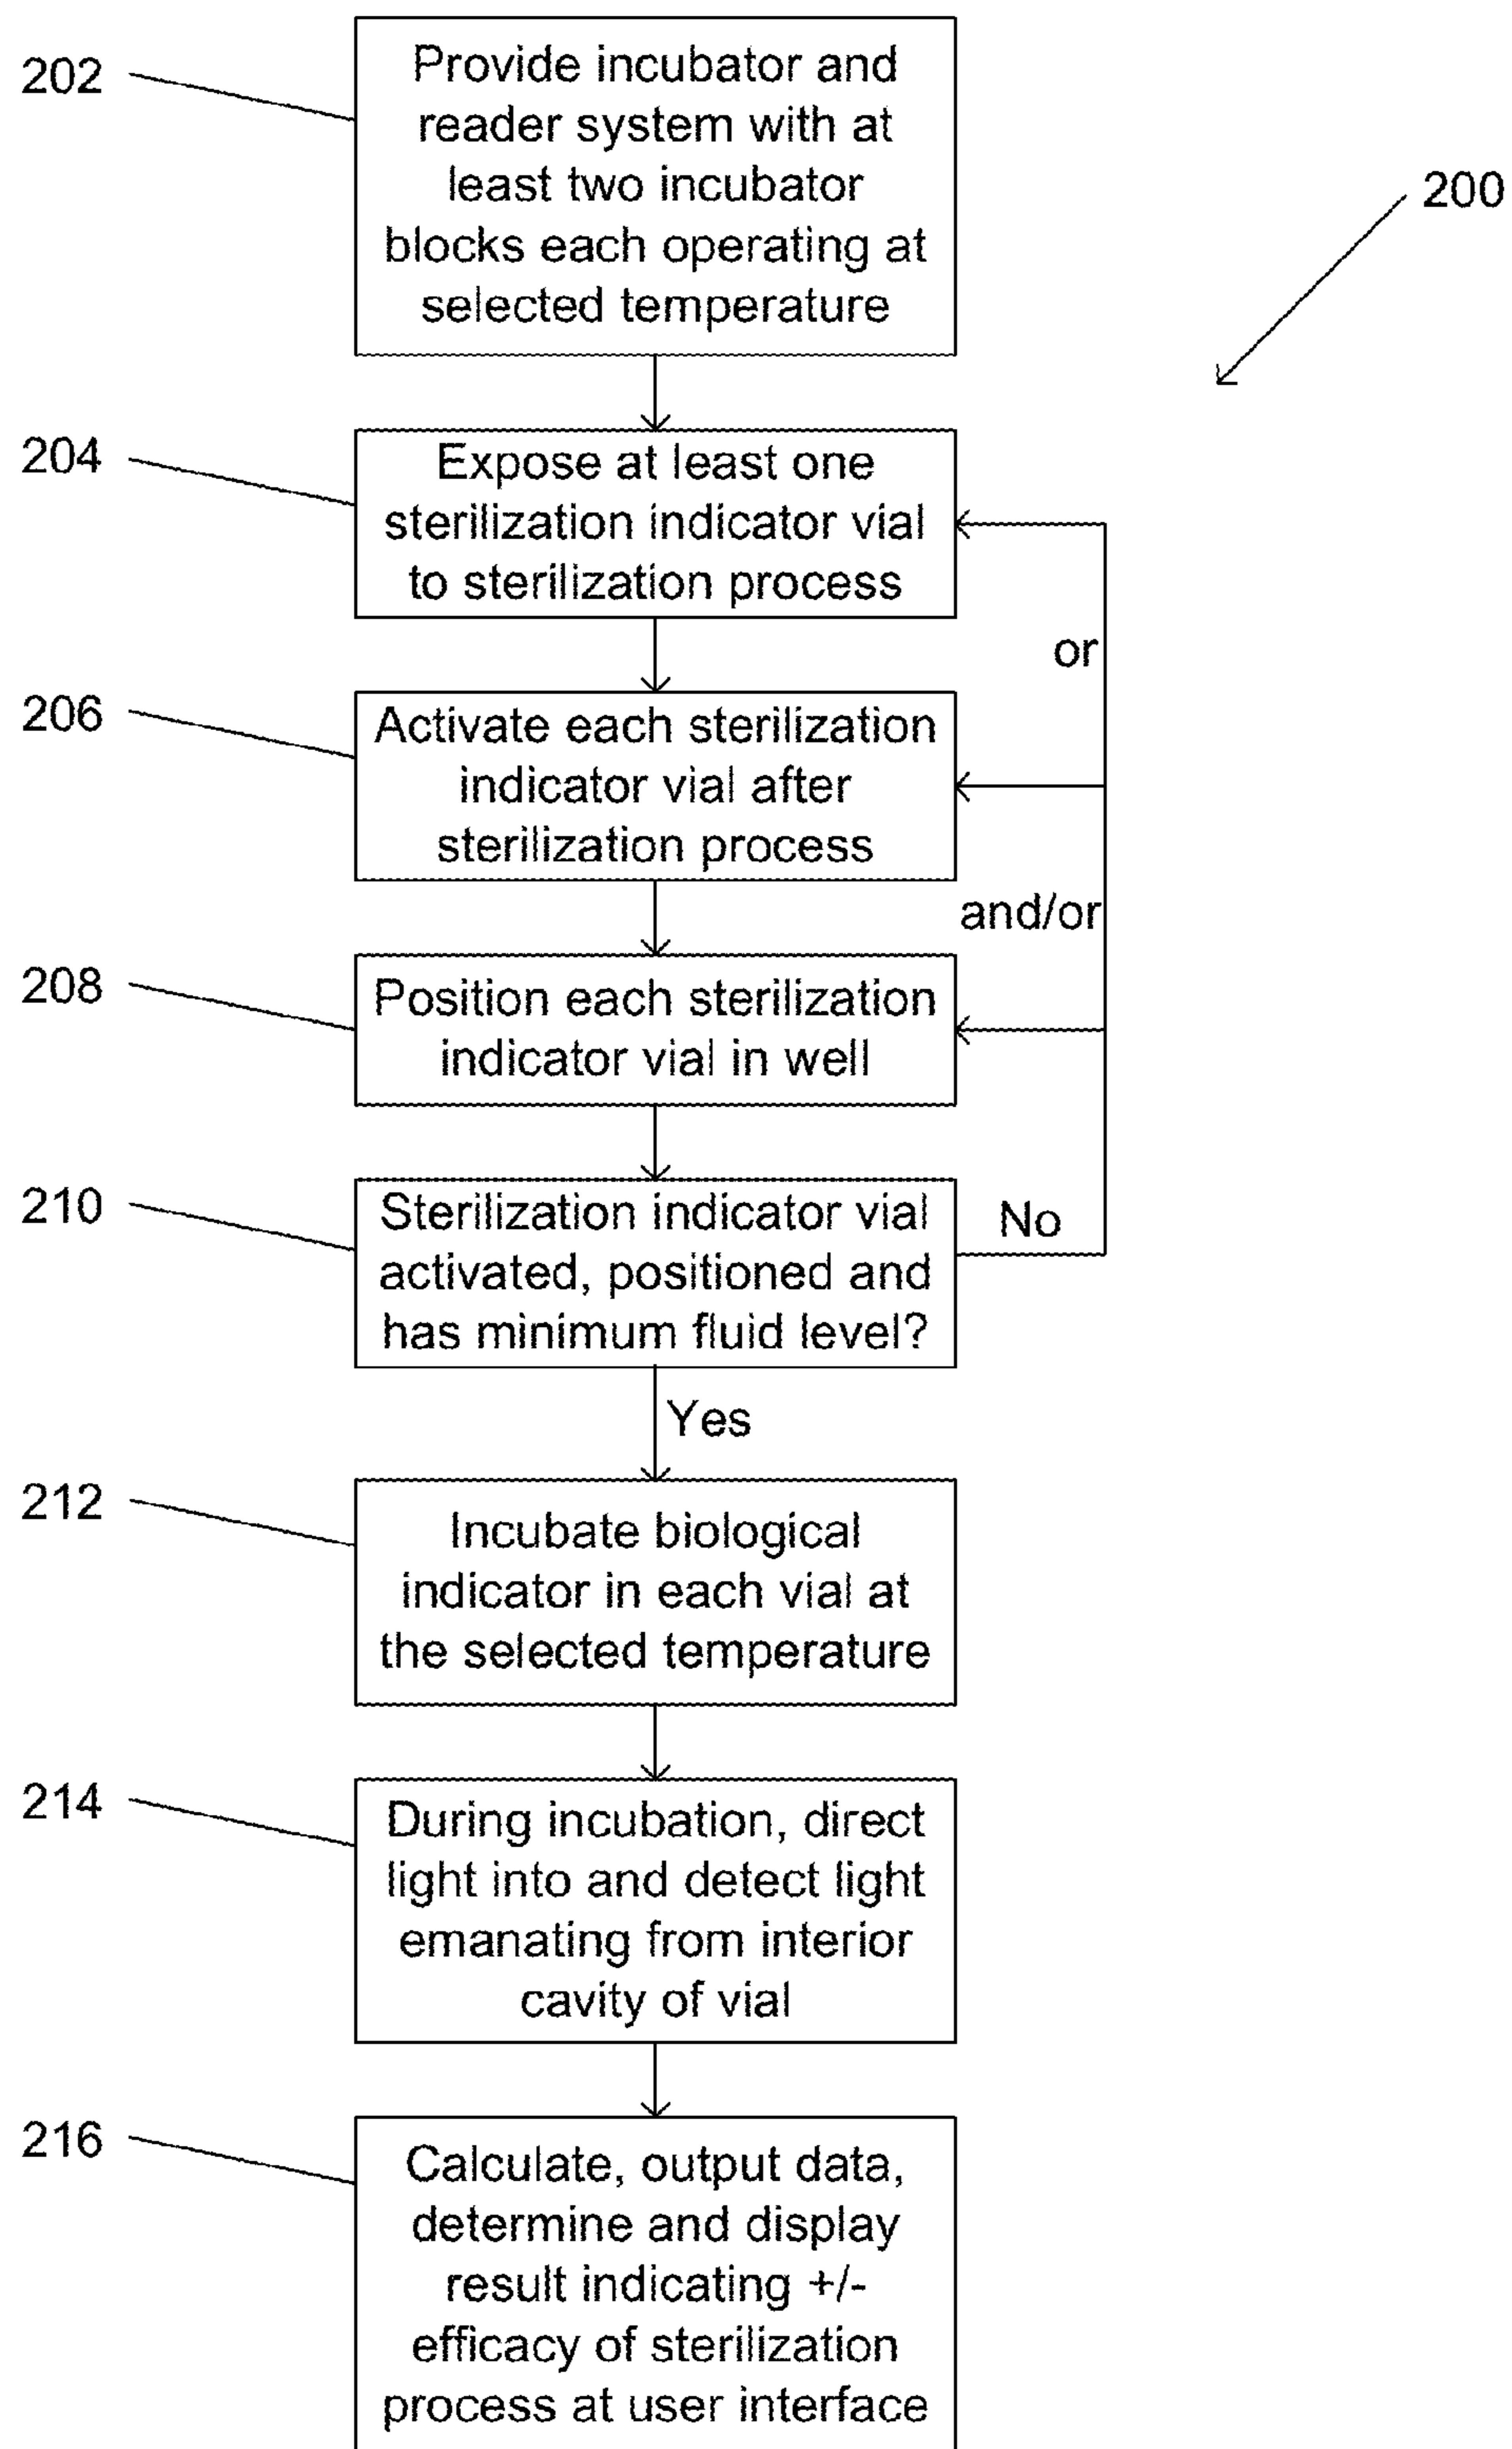 202
Provide incubator and
reader system with at
least two incubator
blocks each operating at
selected temperature
200
204
Expose at least one
sterilization indicator vial
to sterilization process
or
206
Activate each sterilization
indicator vial after
sterilization process
and/or
208
Position each sterilization
indicator vial in well
210
Sterilization indicator vial
activated, positioned and
has minimum fluid level?
No
Yes
212
Incubate biological
indicator in each vial at
the selected temperature
214
During incubation, direct
light into and detect light
emanating from interior
cavity of vial
216
Calculate, output data,
determine and display
result indicating +/-
efficacy of sterilization
process at user interface